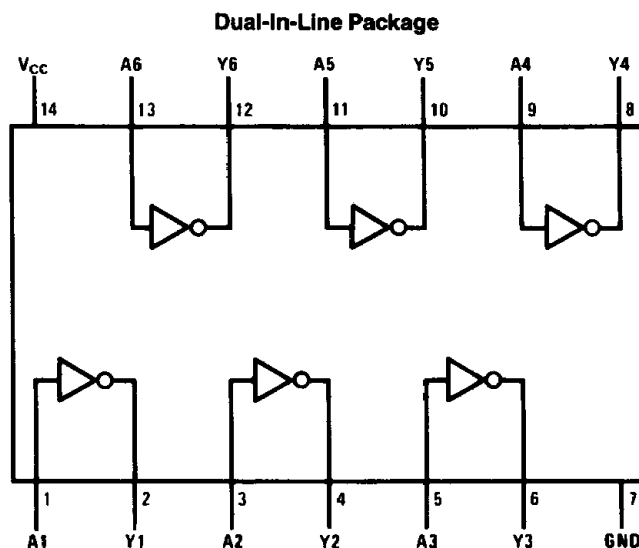 Dual-In-Line Package
VCC A6 Y6 A5 Y5 A4 Y4
14 13 12 11 10 9 8
1 2 3 4 5 6 7
A1 Y1 A2 Y2 A3 Y3 GND